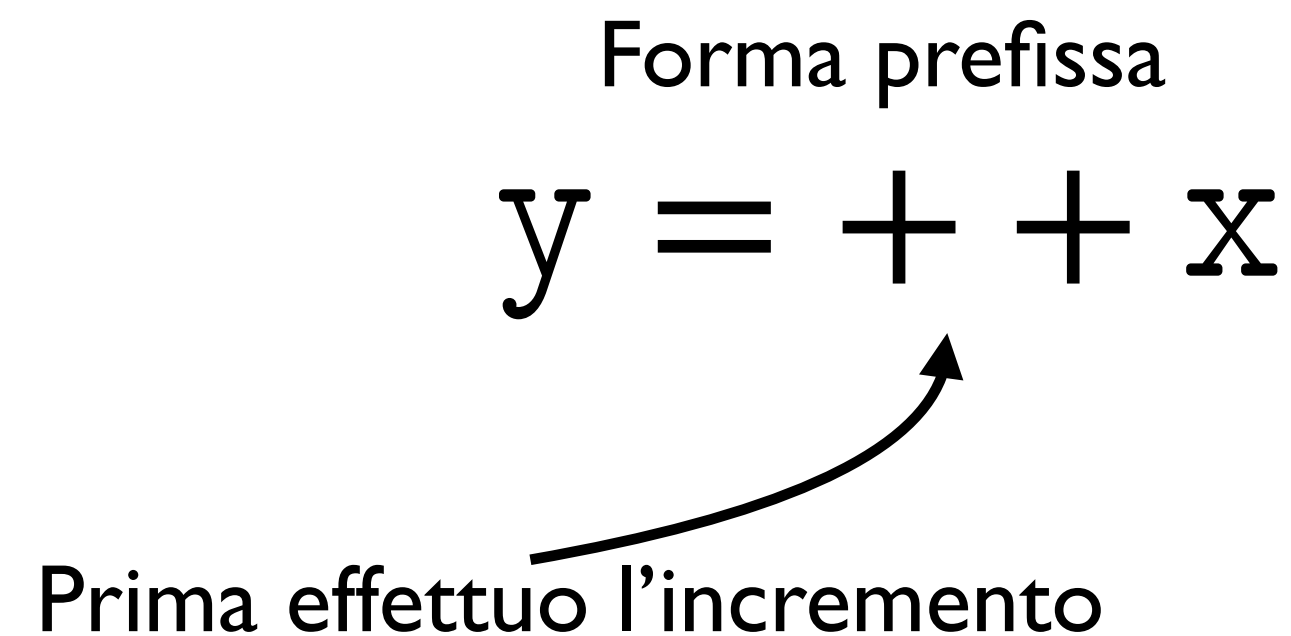 Forma prefissa
y = + + x
Prima effettuo l’incremento